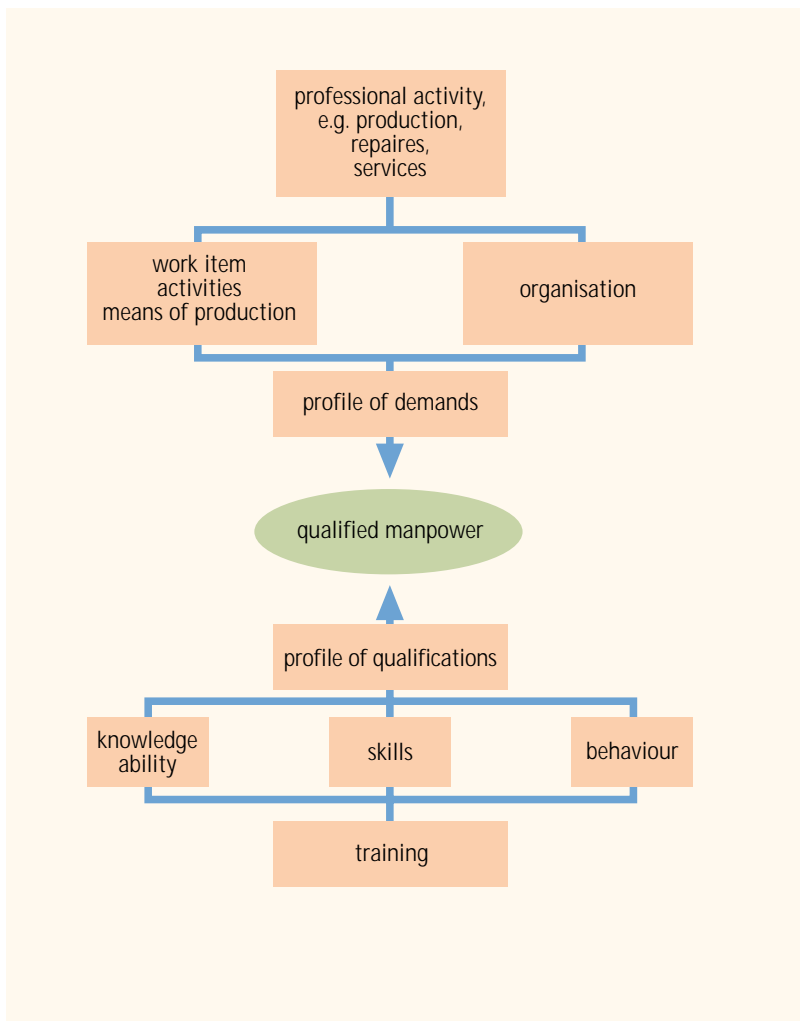 professional activity,
e.g. production,
repaires,
services
work item
activities
means of production
organisation
profile of demands
qualified manpower
profile of qualifications
knowledge
ability
skills
behaviour
training